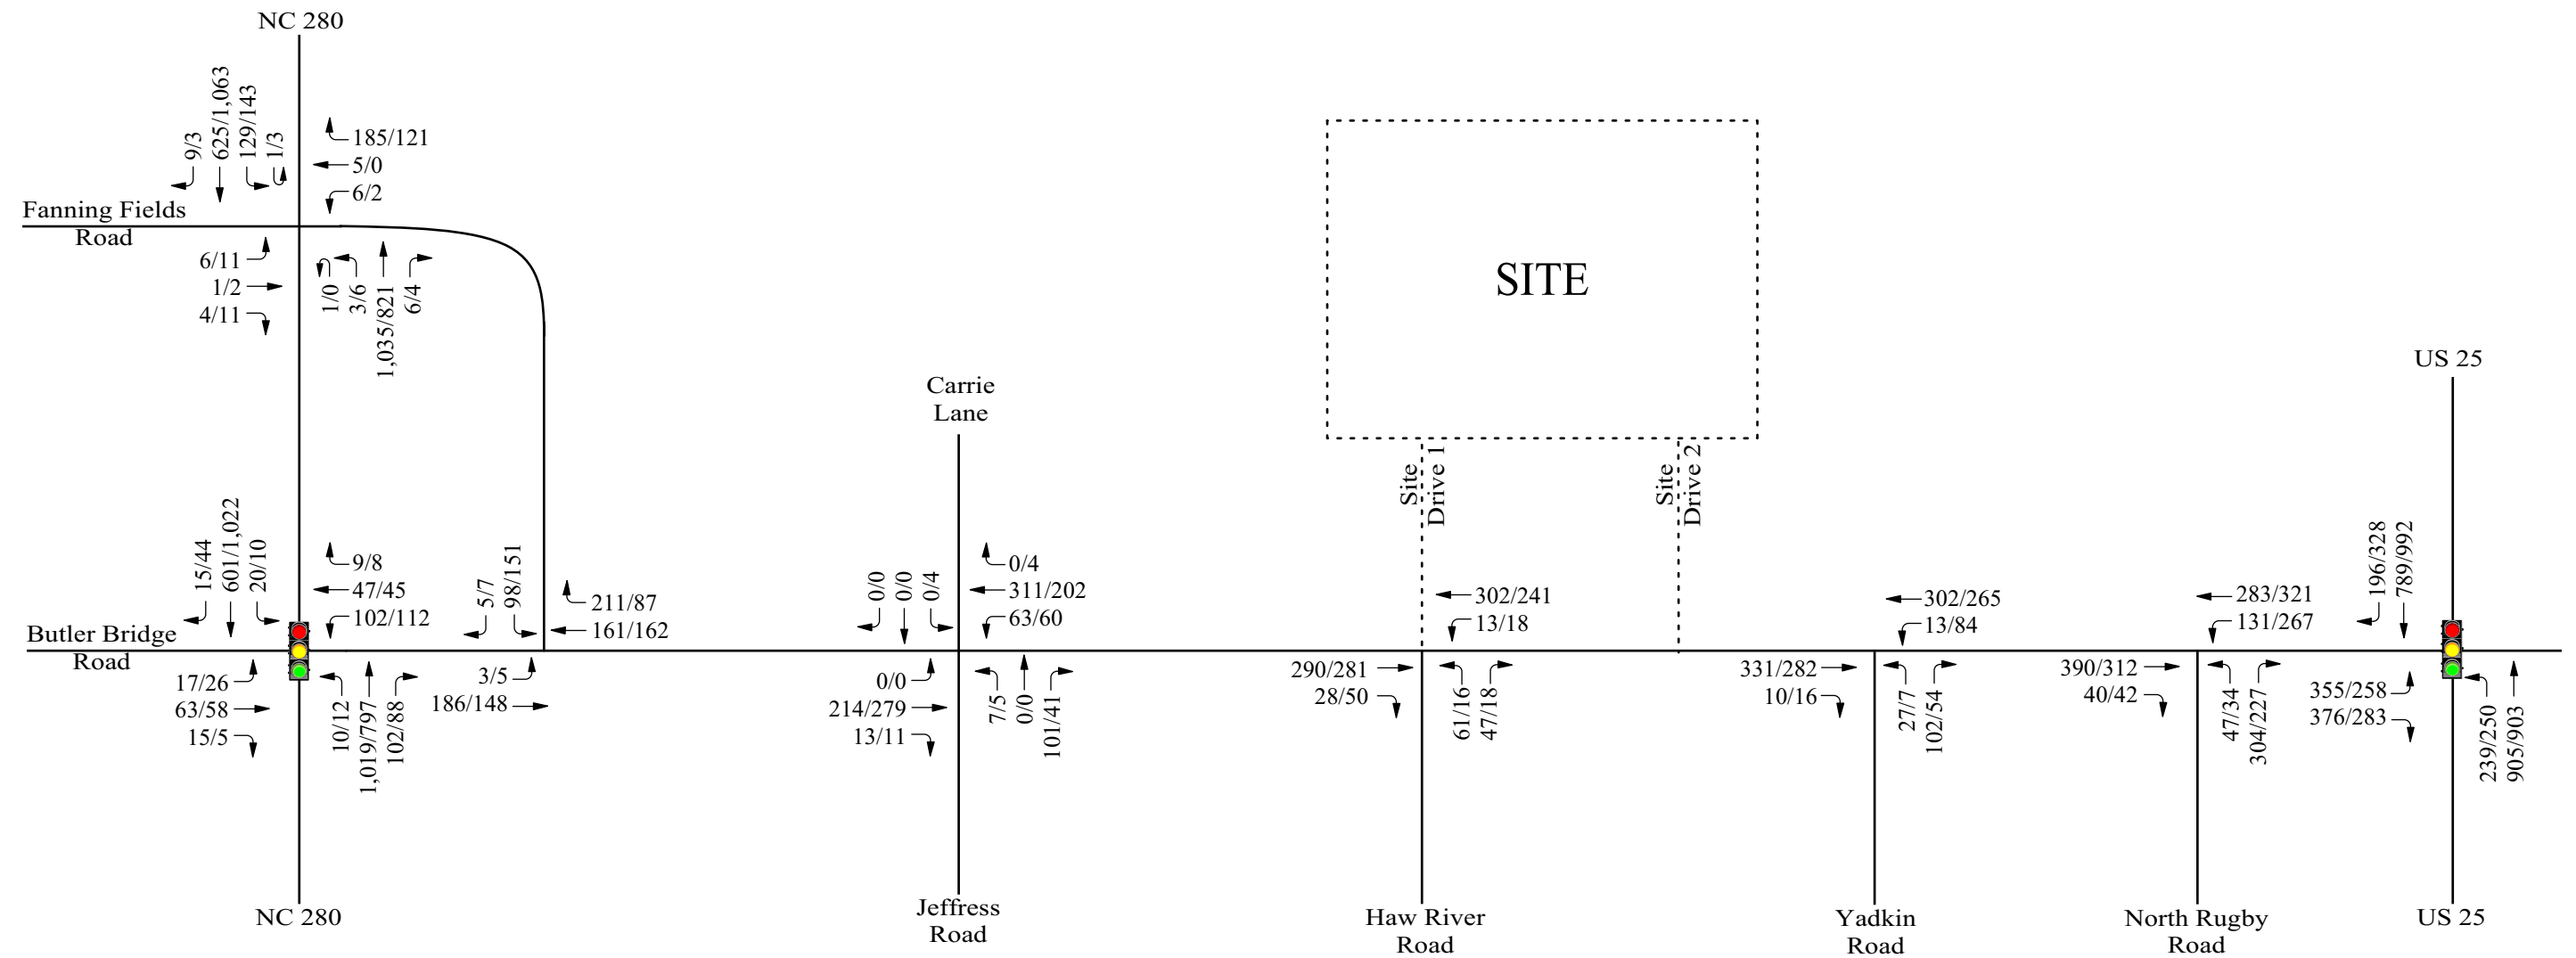 NC 280
9/3
625/1,063
129/143
1/3
185/121
5/0
6/2
Fanning Fields
Road
6/11
1/2
4/11
1/0
3/6
1,035/821
6/4
SITE
Carrie
Lane
US 25
Site
Drive 1
Site
Drive 2
15/44
601/1,022
20/10
9/8
47/45
102/112
5/7
98/151
211/87
161/162
0/0
0/0
0/4
0/4
311/202
63/60
302/241
13/18
302/265
13/84
283/321
131/267
196/328
789/992
Butler Bridge
Road
17/26
63/58
15/5
10/12
1,019/797
102/88
3/5
186/148
0/0
214/279
13/11
7/5
0/0
101/41
290/281
28/50
61/16
47/18
331/282
10/16
27/7
102/54
390/312
40/42
47/34
304/227
355/258
376/283
239/250
905/903
NC 280
Jeffress
Road
Haw River
Road
Yadkin
Road
North Rugby
Road
US 25